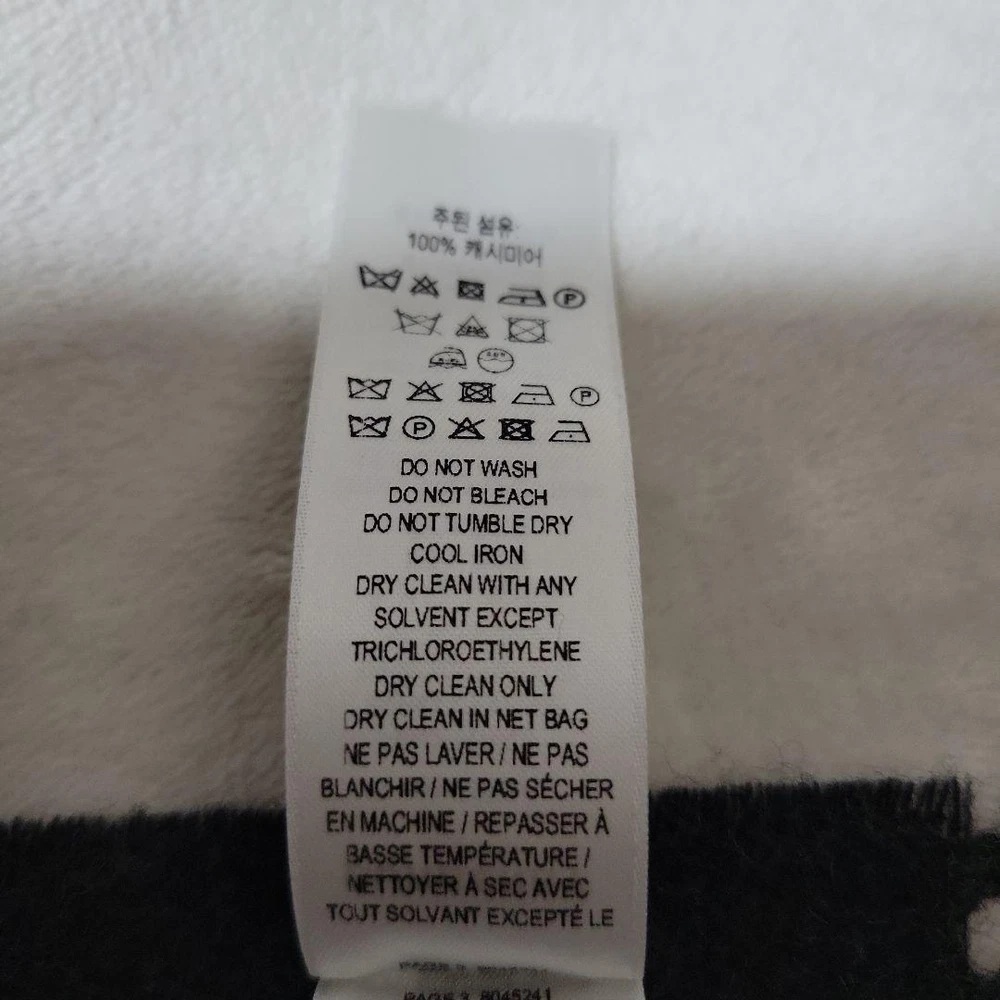 주된 섬유
100% 캐시미어
DO NOT WASH
DO NOT BLEACH
DO NOT TUMBLE DRY
COOL IRON
DRY CLEAN WITH ANY
SOLVENT EXCEPT
TRICHLOROETHYLENE
DRY CLEAN ONLY
DRY CLEAN IN NET BAG
NE PAS LAVER / NE PAS
BLANCHIR / NE PAS SÉCHER
EN MACHINE / REPASSER À
BASSE TEMPÉRATURE /
NETTOYER À SEC AVEC
TOUT SOLVANT EXCEPTÉ LE
PAGE 3 8045241